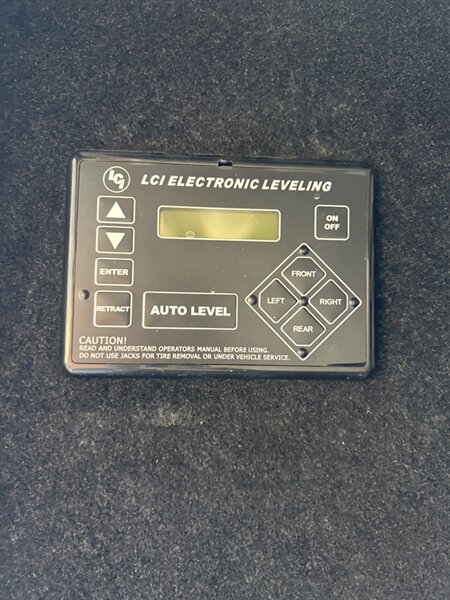 LCI LCI ELECTRONIC LEVELING
ON
OFF
ENTER
FRONT
LEFT
RIGHT
RETRACT
AUTO LEVEL
REAR
CAUTION!
READ AND UNDERSTAND OPERATORS MANUAL BEFORE USING.
DO NOT USE JACKS FOR TIRE REMOVAL OR UNDER VEHICLE SERVICE.